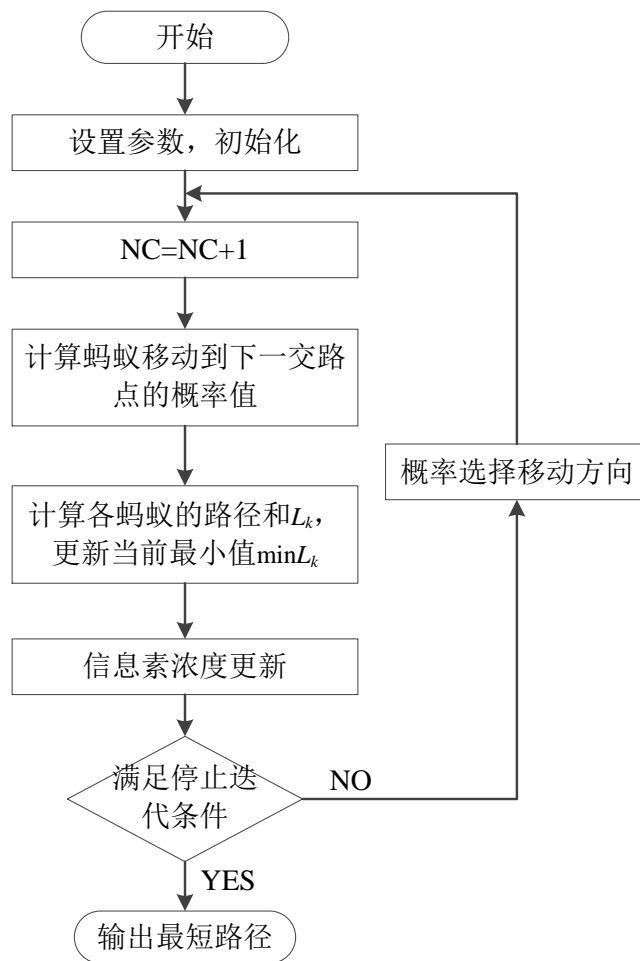 开始
设置参数，初始化
NC=NC+1
计算蚂蚁移动到下一交路
点的概率值
概率选择移动方向
计算各蚂蚁的路径和Lk，
更新当前最小值minLk
信息素浓度更新
满足停止迭
代条件
NO
YES
输出最短路径